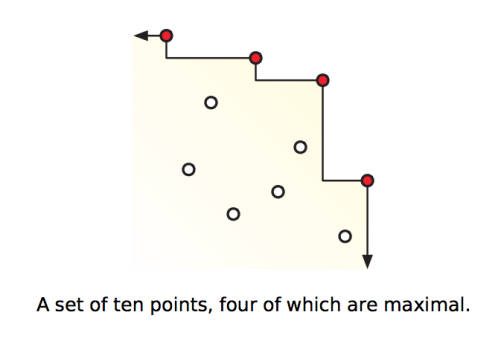 A set of ten points, four of which are maximal.